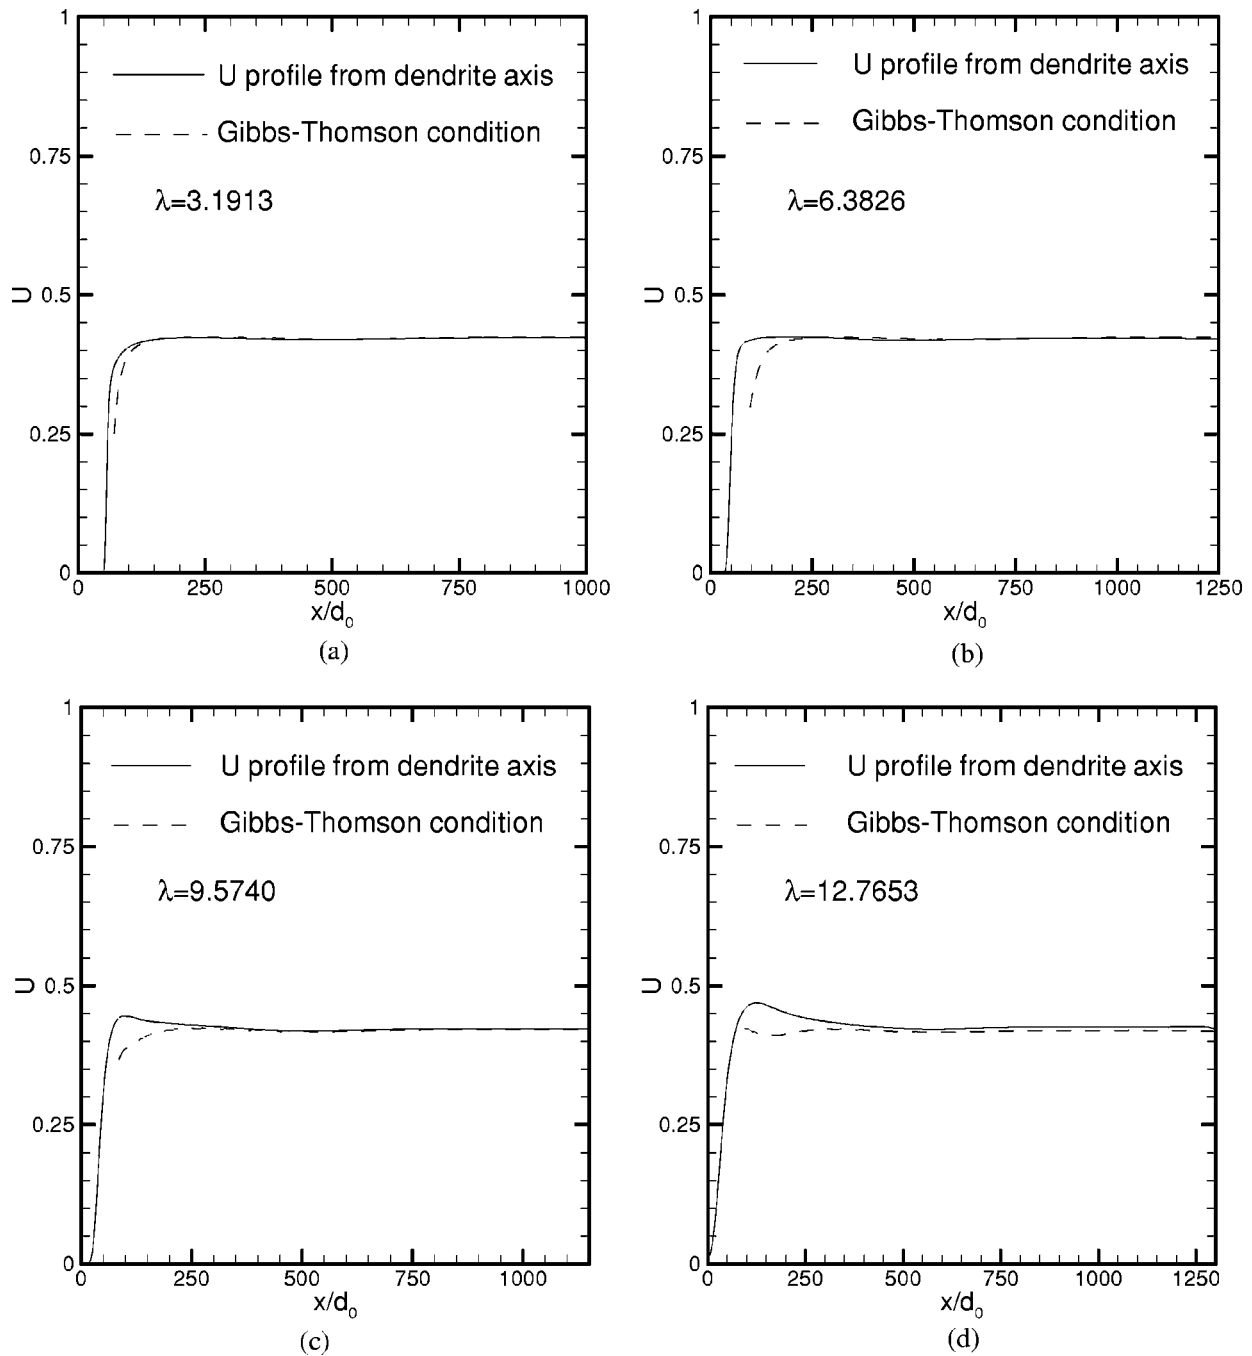 1
U profile from dendrite axis
Gibbs-Thomson condition
0.75
λ=3.1913
U
0.5
0.25
0
0
250
500
750
1000
x/d0
(a)
1
U profile from dendrite axis
Gibbs-Thomson condition
0.75
λ=6.3826
U
0.5
0.25
0
0
250
500
750
1000
1250
x/d0
(b)
1
U profile from dendrite axis
Gibbs-Thomson condition
0.75
λ=9.5740
U
0.5
0.25
0
0
250
500
750
1000
x/d0
(c)
1
U profile from dendrite axis
Gibbs-Thomson condition
0.75
λ=12.7653
U
0.5
0.25
0
0
250
500
750
1000
1250
x/d0
(d)